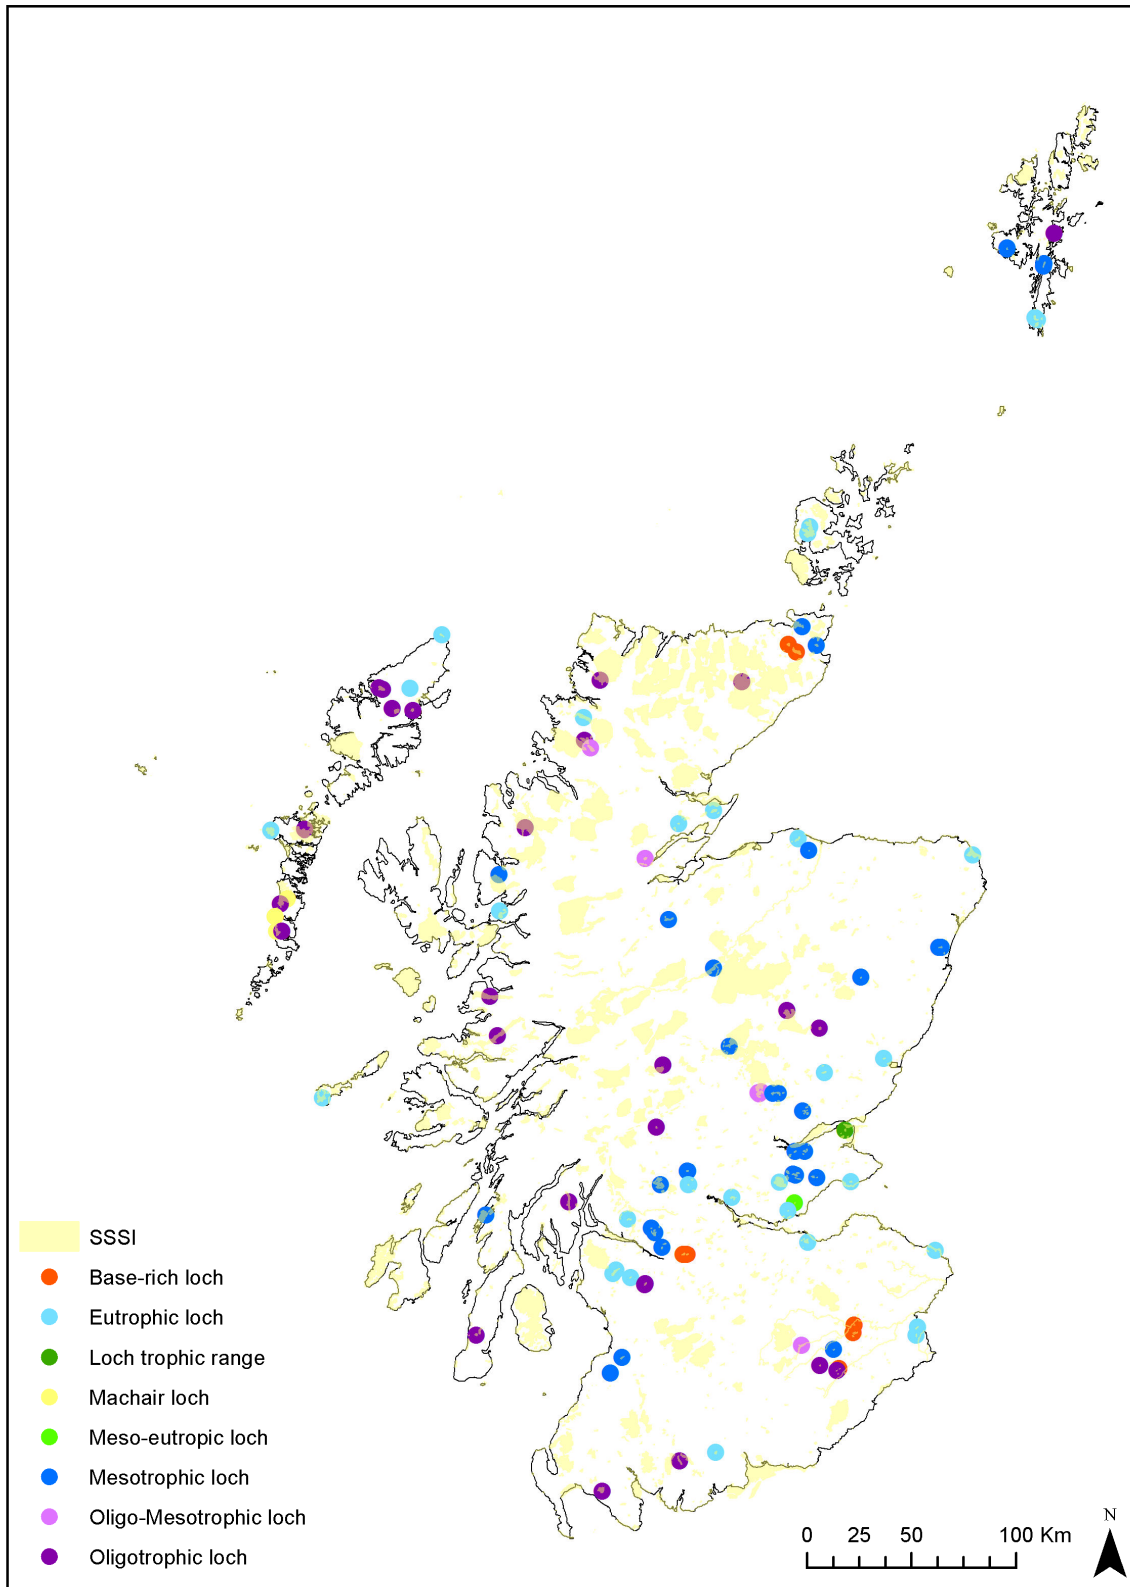 SSSI
Base-rich loch
Eutrophic loch
Loch trophic range
Machair loch
Meso-eutropic loch
Mesotrophic loch
Oligo-Mesotrophic loch
Oligotrophic loch
N
0 25 50 100 Km